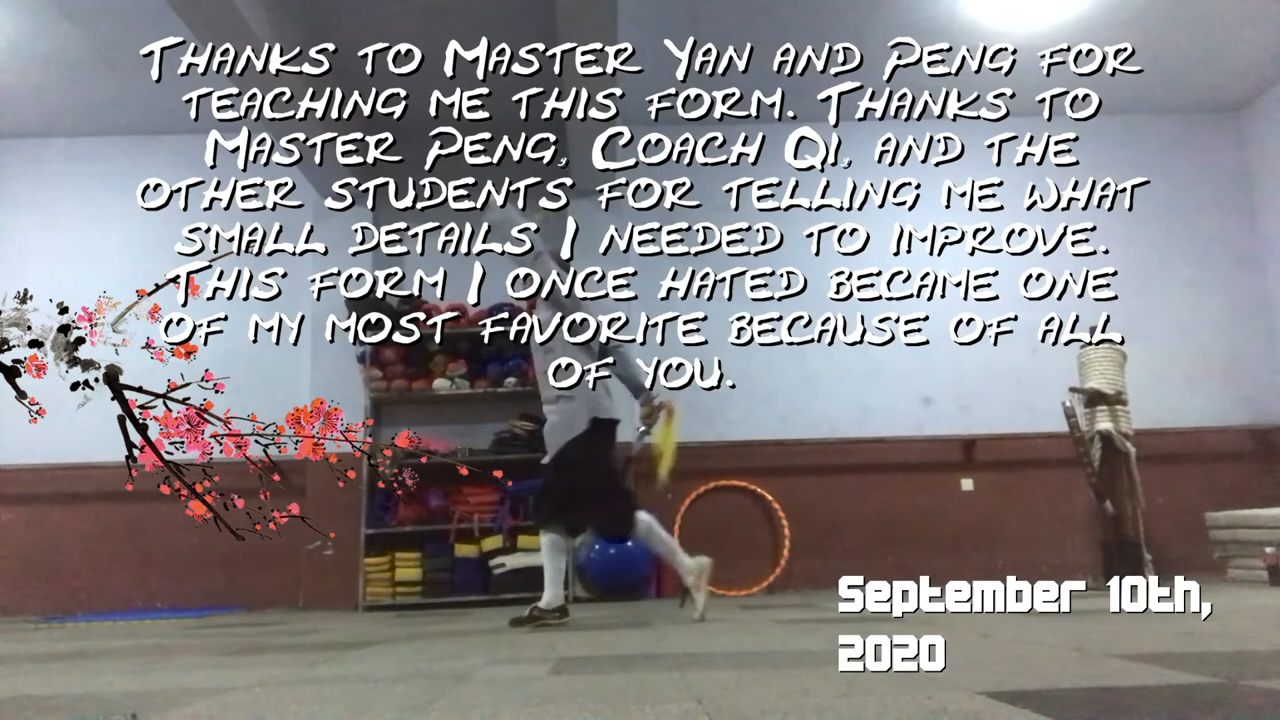 Thanks to Master Yan and Peng for
teaching me this form. Thanks to
Master Peng, Coach Qi, and the
other students for telling me what
small details I needed to improve.
This form I once hated became one
of my most favorite because of all
of you.
September 10th,
2020